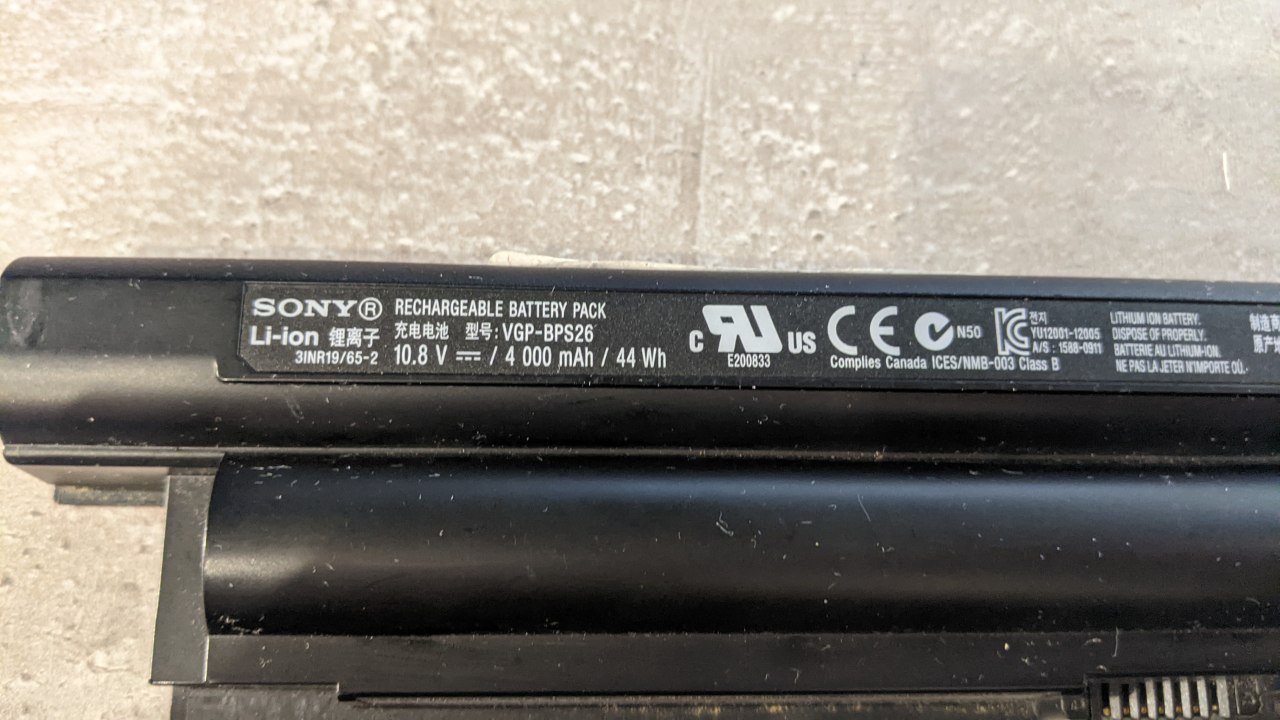 SONY® RECHARGEABLE BATTERY PACK
Li-ion 锂离子 充电电池 型号: VGP-BPS26
3INR19/65-2 10.8 V ⎓ / 4 000 mAh / 44 Wh
C RU US
E200833
CE
N50
KC 전지
YU12001-12005
A/S : 1588-0911
Complies Canada ICES/NMB-003 Class B
LITHIUM ION BATTERY.
DISPOSE OF PROPERLY.
BATTERIE AU LITHIUM-ION.
NE PAS LA JETER N'IMPORTE OÙ.
制造商
原产地